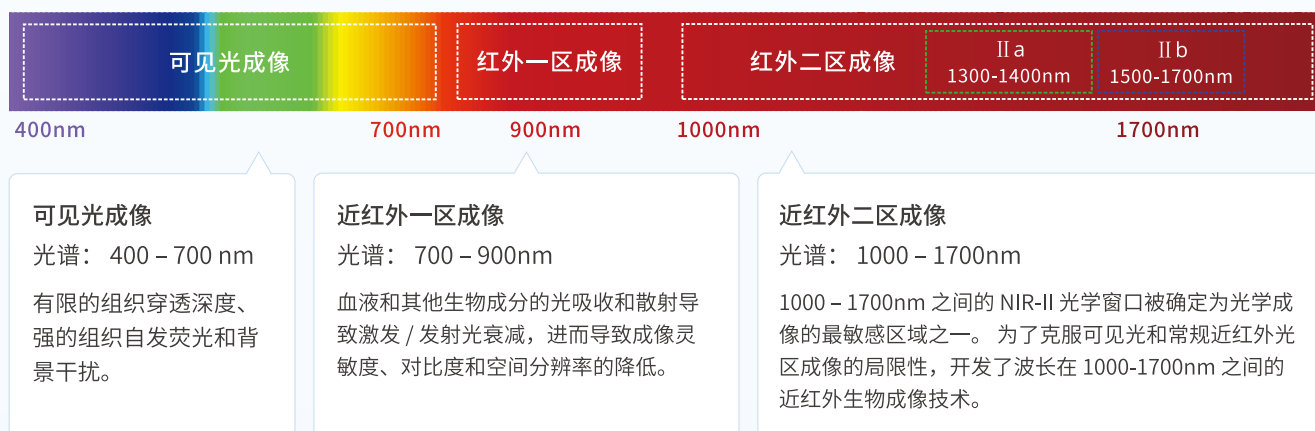 可见光成像
红外一区成像
红外二区成像
Ⅱa
1300-1400nm
Ⅱb
1500-1700nm
400nm
700nm
900nm
1000nm
1700nm
可见光成像
光谱： 400 – 700 nm
有限的组织穿透深度、
强的组织自发荧光和背
景干扰。
近红外一区成像
光谱： 700 – 900nm
血液和其他生物成分的光吸收和散射导
致激发 / 发射光衰减，进而导致成像灵
敏度、对比度和空间分辨率的降低。
近红外二区成像
光谱： 1000 – 1700nm
1000 – 1700nm 之间的 NIR-II 光学窗口被确定为光学成
像的最敏感区域之一。 为了克服可见光和常规近红外光
区成像的局限性，开发了波长在 1000-1700nm 之间的
近红外生物成像技术。